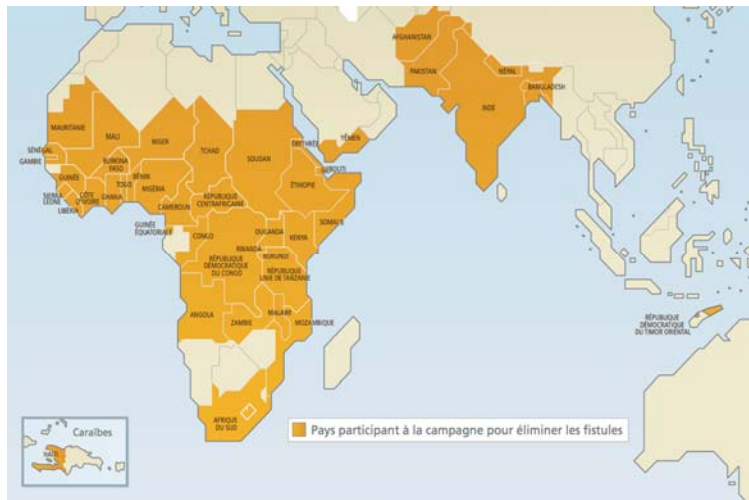 AFGHANISTAN
PAKISTAN
NÉPAL
BANGLADESH
INDE
MAURITANIE
MALI
NIGER
TCHAD
SOUDAN
ERITHRÉE
YÉMEN
DJIBOUTI
SÉNÉGAL
GAMBIE
GUINÉE
BURKINA
FASO
BÉNIN
TOGO
NIGÉRIA
ÉTHIOPIE
SIERRA
LEONE
CÔTE
D'IVOIRE
GHANA
LIBÉRIA
CAMEROUN
RÉPUBLIQUE
CENTRAFRICAINE
SOMALIE
GUINÉE
ÉQUATORIALE
CONGO
OUGANDA
KENYA
RWANDA
BURUNDI
RÉPUBLIQUE
DÉMOCRATIQUE
DU CONGO
RÉPUBLIQUE
UNIE DE TANZANIE
ANGOLA
ZAMBIE
MALAWI
MOZAMBIQUE
RÉPUBLIQUE
DÉMOCRATIQUE
DU TIMOR ORIENTAL
AFRIQUE
DU SUD
Pays participant à la campagne pour éliminer les fistules
Caraïbes
HAÏTI